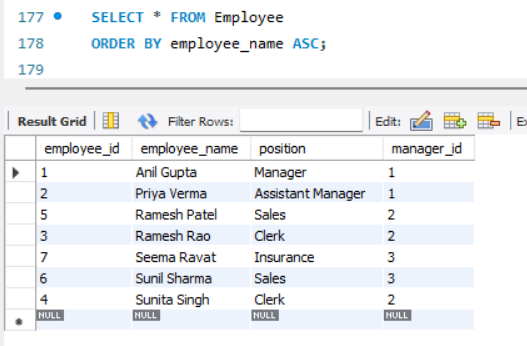 177 SELECT * FROM Employee
178 ORDER BY employee_name ASC;
179
Result Grid Filter Rows: Edit: Ex
employee_id employee_name position manager_id
1 Anil Gupta Manager 1
2 Priya Verma Assistant Manager 1
5 Ramesh Patel Sales 2
3 Ramesh Rao Clerk 2
7 Seema Ravat Insurance 3
6 Sunil Sharma Sales 3
4 Sunita Singh Clerk 2
NULL NULL NULL NULL